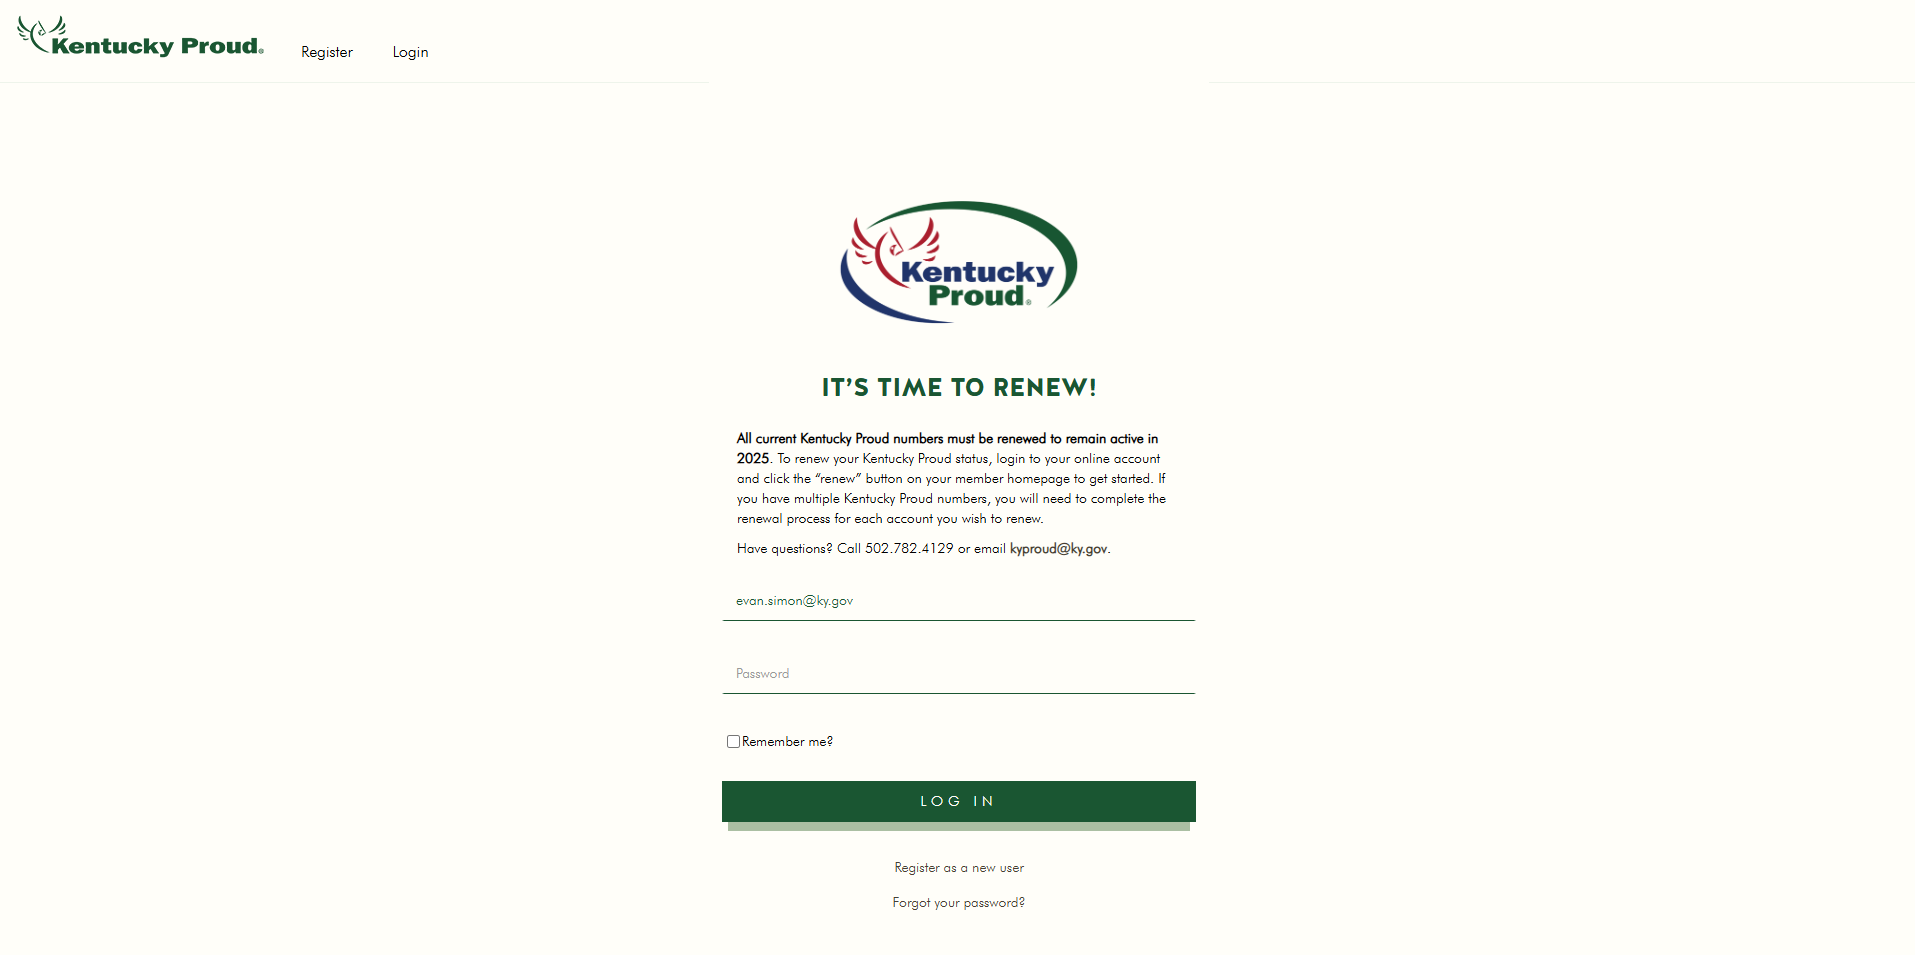 Kentucky Proud®
Register
Login
Kentucky
Proud®
IT’S TIME TO RENEW!
All current Kentucky Proud numbers must be renewed to remain active in
2025. To renew your Kentucky Proud status, login to your online account
and click the “renew” button on your member homepage to get started. If
you have multiple Kentucky Proud numbers, you will need to complete the
renewal process for each account you wish to renew.
Have questions? Call 502.782.4129 or email kyproud@ky.gov.
evan.simon@ky.gov
Password
Remember me?
LOG IN
Register as a new user
Forgot your password?